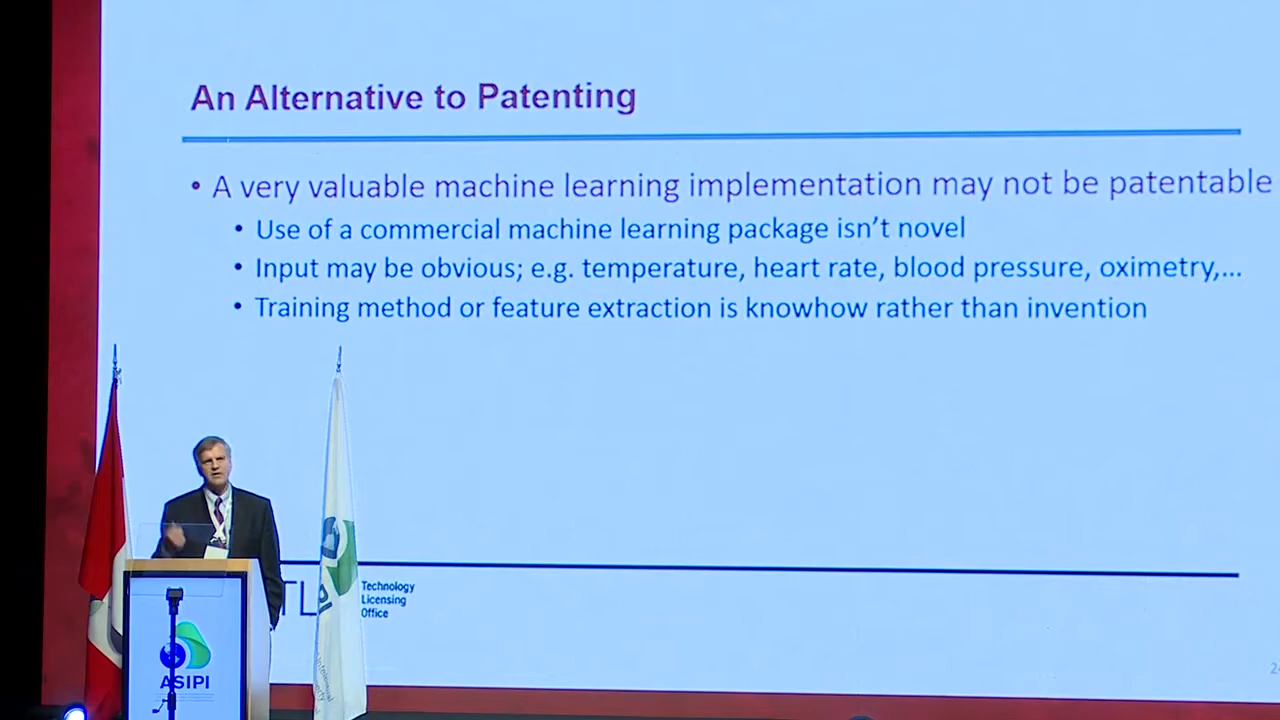 An Alternative to Patenting
• A very valuable machine learning implementation may not be patentable
• Use of a commercial machine learning package isn't novel
• Input may be obvious; e.g. temperature, heart rate, blood pressure, oximetry,...
• Training method or feature extraction is knowhow rather than invention
TL
Technology
Licensing
Office
ASIPI